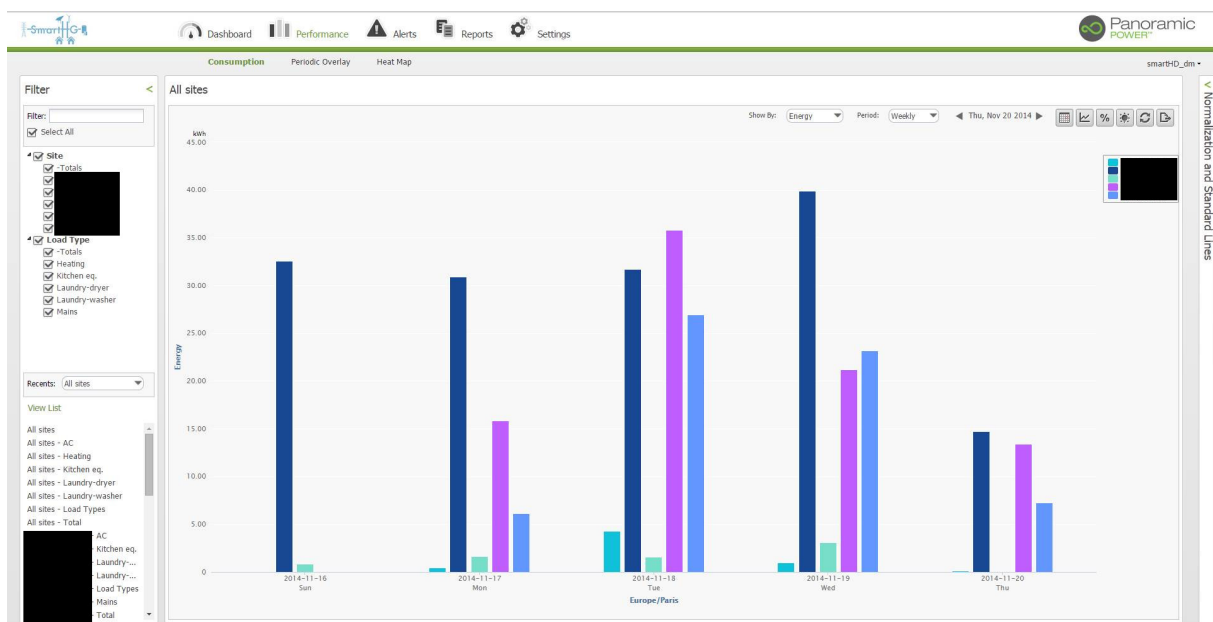 -SmartHG-
Dashboard Performance Alerts Reports Settings
Panoramic
POWER™
Consumption Periodic Overlay Heat Map
smartHD_dm
Filter <
Filter:
Select All
Site
-Totals
Load Type
-Totals
Heating
Kitchen eq.
Laundry-dryer
Laundry-washer
Mains
Recents: All sites
View List
All sites
All sites - AC
All sites - Heating
All sites - Kitchen eq.
All sites - Laundry-dryer
All sites - Laundry-washer
All sites - Load Types
All sites - Total
- AC
- Kitchen eq.
- Laundry-...
- Laundry-...
- Load Types
- Mains
- Total
All sites
Show By: Energy Period: Weekly Thu, Nov 20 2014 %
kWh
45.00
40.00
35.00
30.00
25.00
20.00
15.00
10.00
5.00
0
Energy
2014-11-16 2014-11-17 2014-11-18 2014-11-19 2014-11-20
Sun Mon Tue Wed Thu
Europe/Paris
< Normalization and Standard Lines